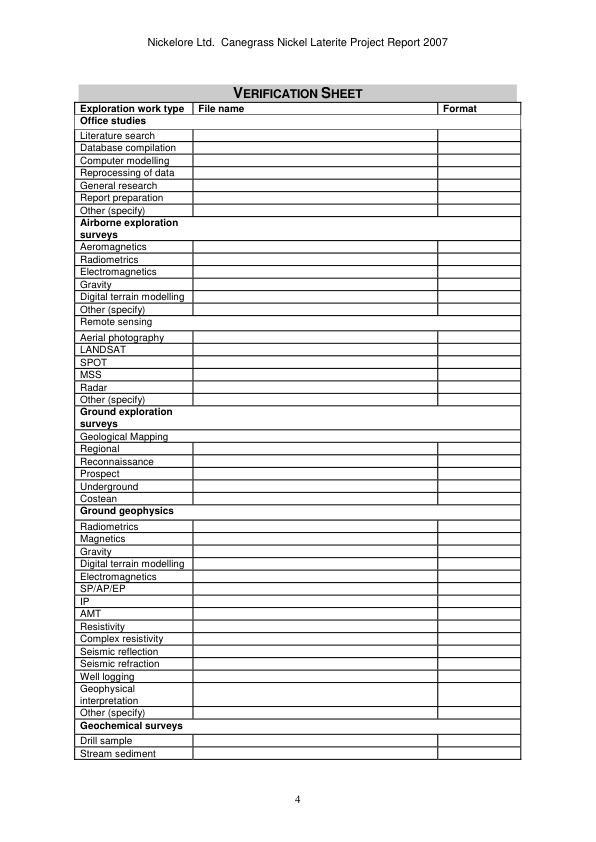 Nickelore Ltd.  Canegrass Nickel Laterite Project Report 2007
VERIFICATION SHEET
Exploration work type File name Format
Office studies
Literature search
Database compilation
Computer modelling
Reprocessing of data
General research
Report preparation
Other (specify)
Airborne exploration
surveys
Aeromagnetics
Radiometrics
Electromagnetics
Gravity
Digital terrain modelling
Other (specify)
Remote sensing
Aerial photography
LANDSAT
SPOT
MSS
Radar
Other (specify)
Ground exploration
surveys
Geological Mapping
Regional
Reconnaissance
Prospect
Underground
Costean
Ground geophysics
Radiometrics
Magnetics
Gravity
Digital terrain modelling
Electromagnetics
SP/AP/EP
IP
AMT
Resistivity
Complex resistivity
Seismic reflection
Seismic refraction
Well logging
Geophysical
interpretation
Other (specify)
Geochemical surveys
Drill sample
Stream sediment
4